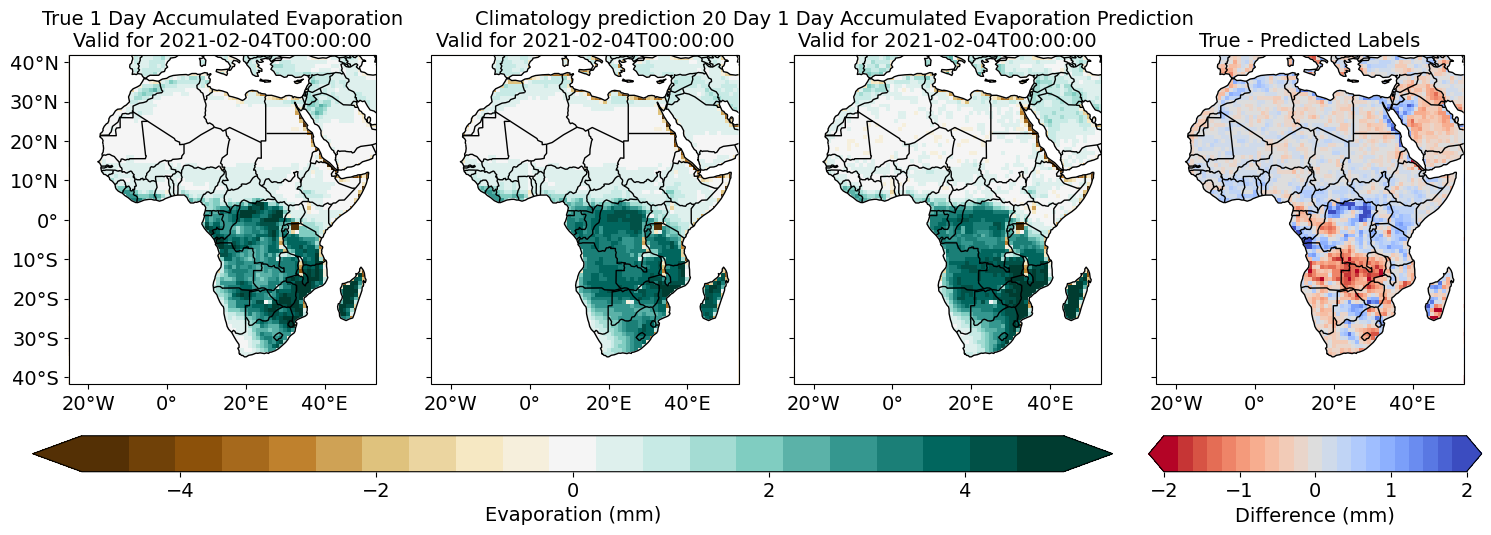 True 1 Day Accumulated Evaporation
Valid for 2021-02-04T00:00:00
Climatology prediction 20 Day 1 Day Accumulated Evaporation Prediction
Valid for 2021-02-04T00:00:00
Valid for 2021-02-04T00:00:00
True - Predicted Labels
40°N
30°N
20°N
10°N
0°
10°S
20°S
30°S
40°S
20°W 0° 20°E 40°E
20°W 0° 20°E 40°E
20°W 0° 20°E 40°E
20°W 0° 20°E 40°E
−4 −2 0 2 4
Evaporation (mm)
−2 −1 0 1 2
Difference (mm)